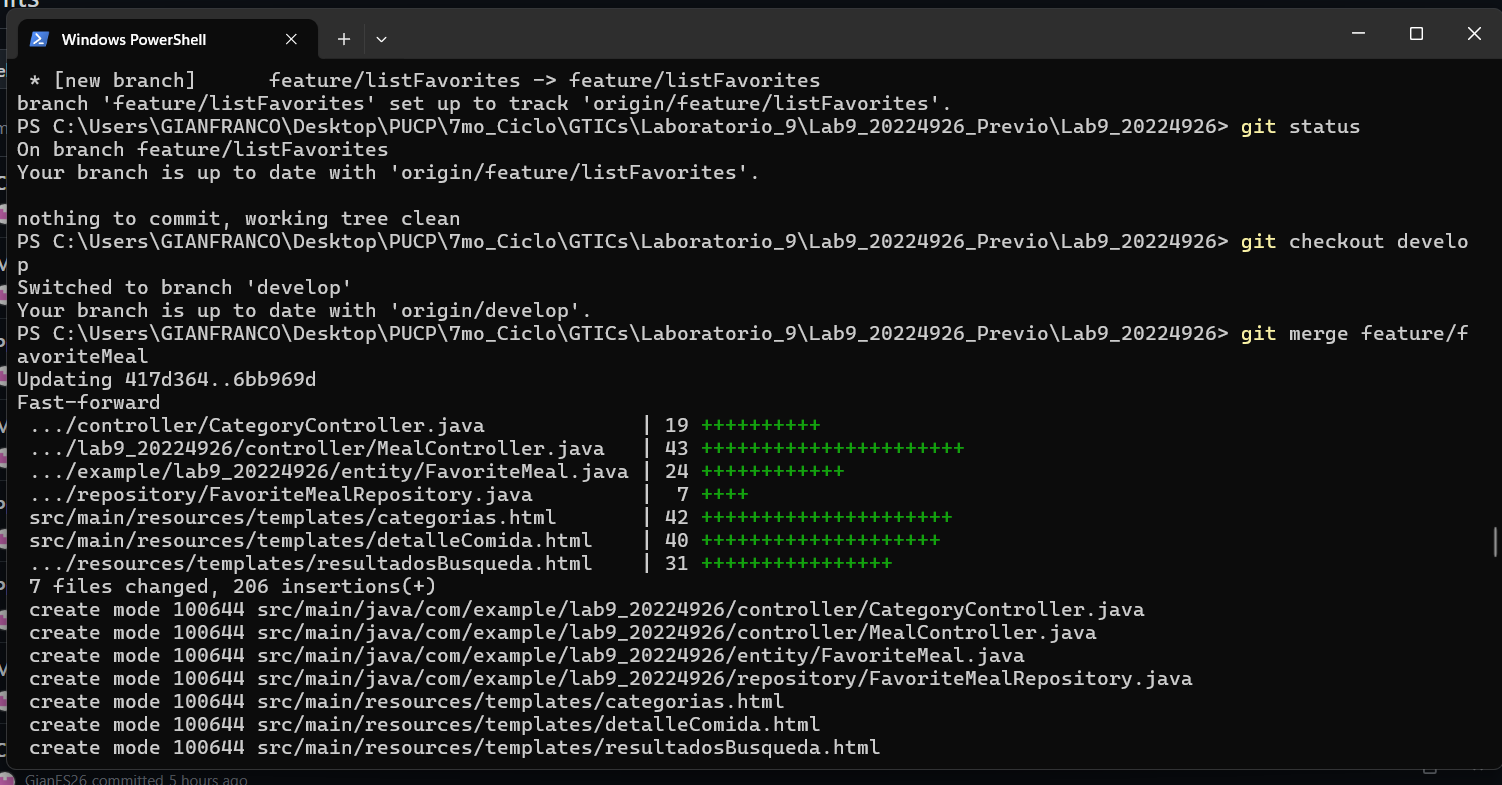 Windows PowerShell
* [new branch]      feature/listFavorites -> feature/listFavorites
branch 'feature/listFavorites' set up to track 'origin/feature/listFavorites'.
PS C:\Users\GIANFRANCO\Desktop\PUCP\7mo_Ciclo\GTICs\Laboratorio_9\Lab9_20224926_Previo\Lab9_20224926> git status
On branch feature/listFavorites
Your branch is up to date with 'origin/feature/listFavorites'.
nothing to commit, working tree clean
PS C:\Users\GIANFRANCO\Desktop\PUCP\7mo_Ciclo\GTICs\Laboratorio_9\Lab9_20224926_Previo\Lab9_20224926> git checkout develo
p
Switched to branch 'develop'
Your branch is up to date with 'origin/develop'.
PS C:\Users\GIANFRANCO\Desktop\PUCP\7mo_Ciclo\GTICs\Laboratorio_9\Lab9_20224926_Previo\Lab9_20224926> git merge feature/f
avoriteMeal
Updating 417d364..6bb969d
Fast-forward
.../controller/CategoryController.java             | 19 ++++++++++
.../lab9_20224926/controller/MealController.java   | 43 ++++++++++++++++++++++
.../example/lab9_20224926/entity/FavoriteMeal.java | 24 ++++++++++++
.../repository/FavoriteMealRepository.java         |  7 ++++
src/main/resources/templates/categorias.html       | 42 +++++++++++++++++++++
src/main/resources/templates/detalleComida.html    | 40 ++++++++++++++++++++
.../resources/templates/resultadosBusqueda.html    | 31 ++++++++++++++++
7 files changed, 206 insertions(+)
create mode 100644 src/main/java/com/example/lab9_20224926/controller/CategoryController.java
create mode 100644 src/main/java/com/example/lab9_20224926/controller/MealController.java
create mode 100644 src/main/java/com/example/lab9_20224926/entity/FavoriteMeal.java
create mode 100644 src/main/java/com/example/lab9_20224926/repository/FavoriteMealRepository.java
create mode 100644 src/main/resources/templates/categorias.html
create mode 100644 src/main/resources/templates/detalleComida.html
create mode 100644 src/main/resources/templates/resultadosBusqueda.html
GianFS26 committed 5 hours ago